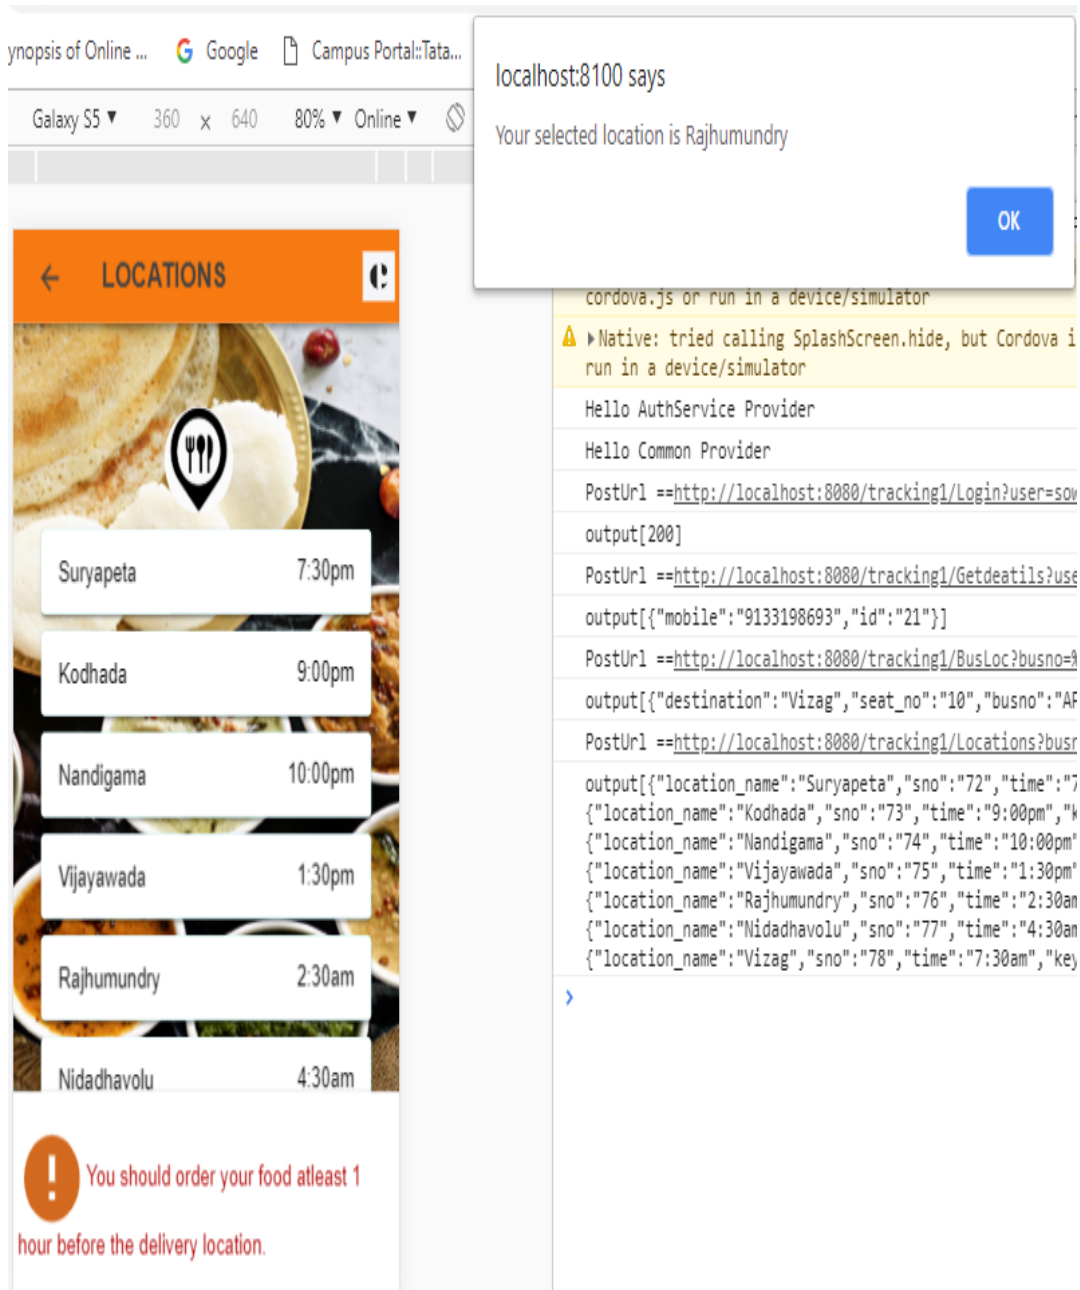 ynopsis of Online ...
Google
Campus Portal::Tata...
localhost:8100 says
Your selected location is Rajhumundry
OK
Galaxy S5 ▼ 360 x 640 80% ▼ Online ▼
LOCATIONS
Suryapeta 7:30pm
Kodhada 9:00pm
Nandigama 10:00pm
Vijayawada 1:30pm
Rajhumundry 2:30am
Nidadhavolu 4:30am
You should order your food atleast 1
hour before the delivery location.
cordova.js or run in a device/simulator
Native: tried calling SplashScreen.hide, but Cordova i
run in a device/simulator
Hello AuthService Provider
Hello Common Provider
PostUrl ==http://localhost:8080/tracking1/Login?user=sow
output[200]
PostUrl ==http://localhost:8080/tracking1/Getdeatils?use
output[{"mobile":"9133198693","id":"21"}]
PostUrl ==http://localhost:8080/tracking1/BusLoc?busno=%
output[{"destination":"Vizag","seat_no":"10","busno":"AP
PostUrl ==http://localhost:8080/tracking1/Locations?busn
output[{"location_name":"Suryapeta","sno":"72","time":"7
{"location_name":"Kodhada","sno":"73","time":"9:00pm","k
{"location_name":"Nandigama","sno":"74","time":"10:00pm"
{"location_name":"Vijayawada","sno":"75","time":"1:30pm"
{"location_name":"Rajhumundry","sno":"76","time":"2:30am
{"location_name":"Nidadhavolu","sno":"77","time":"4:30am
{"location_name":"Vizag","sno":"78","time":"7:30am","key